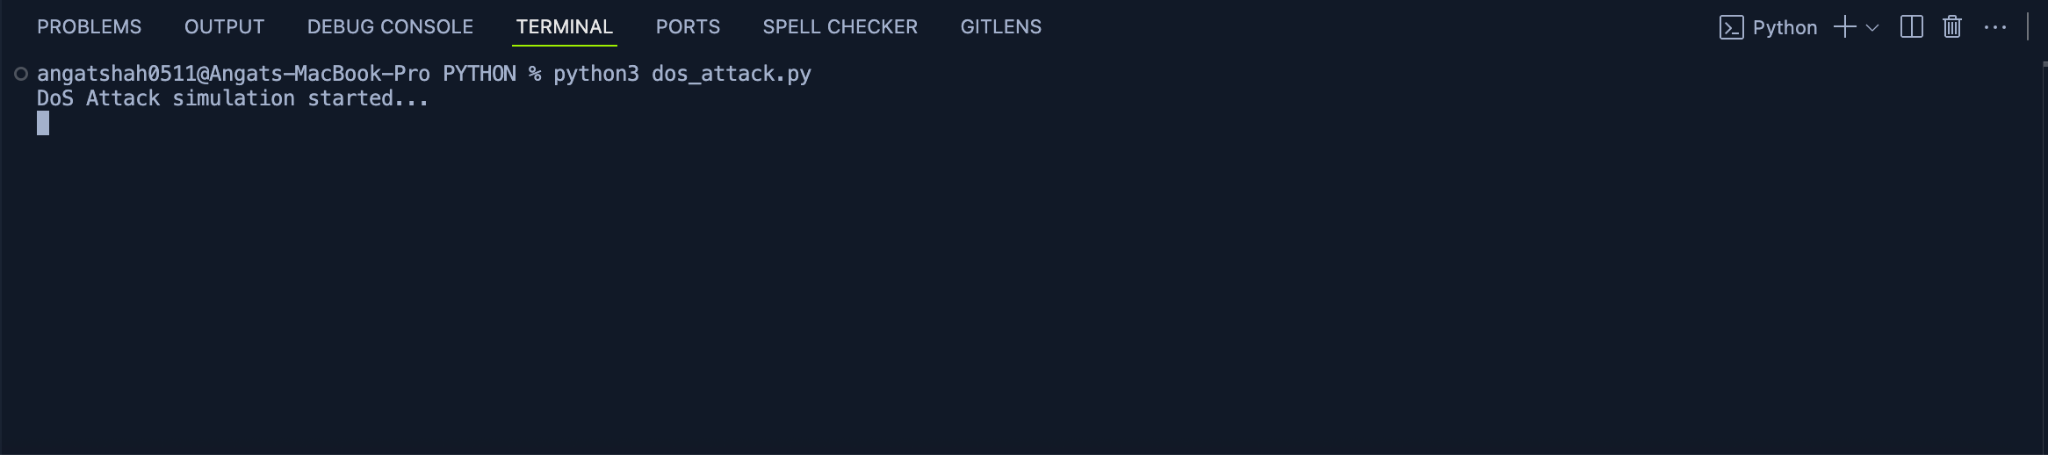 PROBLEMS OUTPUT DEBUG CONSOLE TERMINAL PORTS SPELL CHECKER GITLENS Python
angatshah0511@Angats-MacBook-Pro PYTHON % python3 dos_attack.py
DoS Attack simulation started...